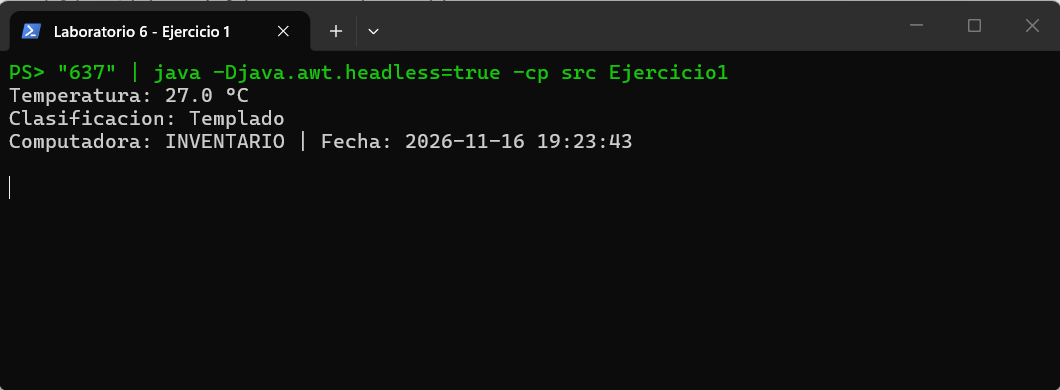 Laboratorio 6 - Ejercicio 1
PS> "637" | java -Djava.awt.headless=true -cp src Ejercicio1
Temperatura: 27.0 °C
Clasificacion: Templado
Computadora: INVENTARIO | Fecha: 2026-11-16 19:23:43